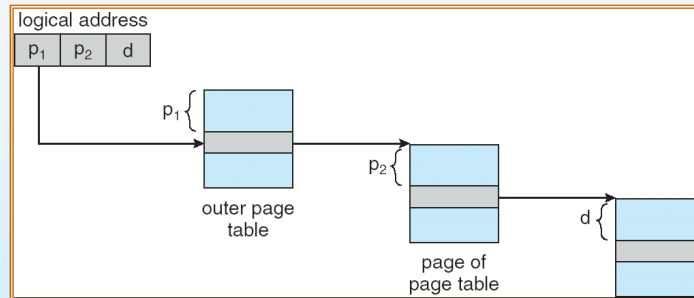 logical address
p₁ p₂ d
p₁
outer page
table
p₂
page of
page table
d